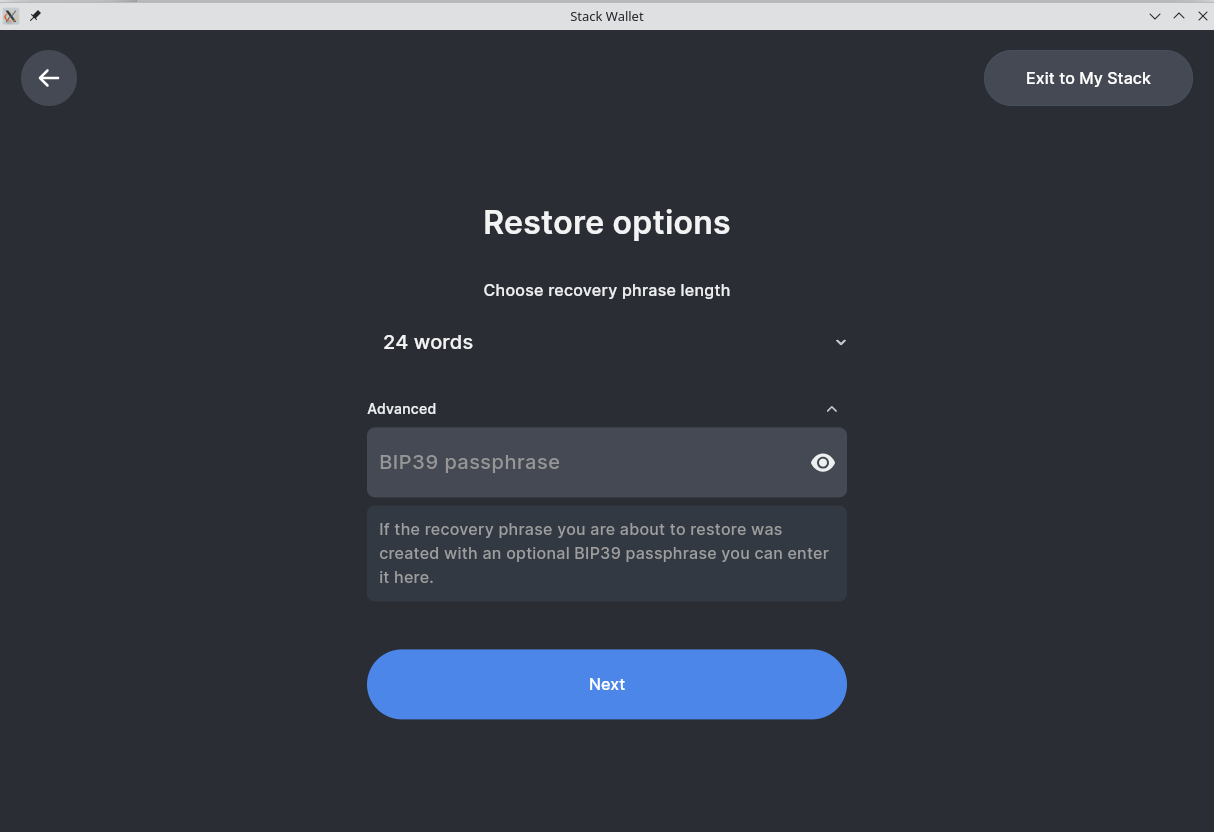 Stack Wallet
Exit to My Stack
Restore options
Choose recovery phrase length
24 words
Advanced
BIP39 passphrase
If the recovery phrase you are about to restore was
created with an optional BIP39 passphrase you can enter
it here.
Next